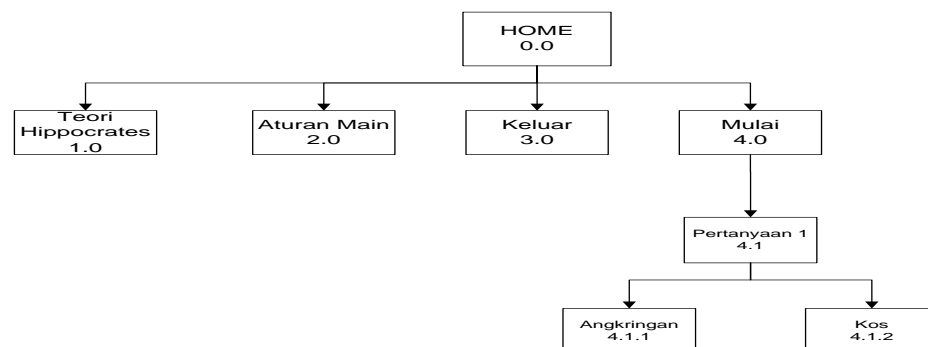 HOME
0.0
Teori
Hippocrates
1.0
Aturan Main
2.0
Keluar
3.0
Mulai
4.0
Pertanyaan 1
4.1
Angkringan
4.1.1
Kos
4.1.2